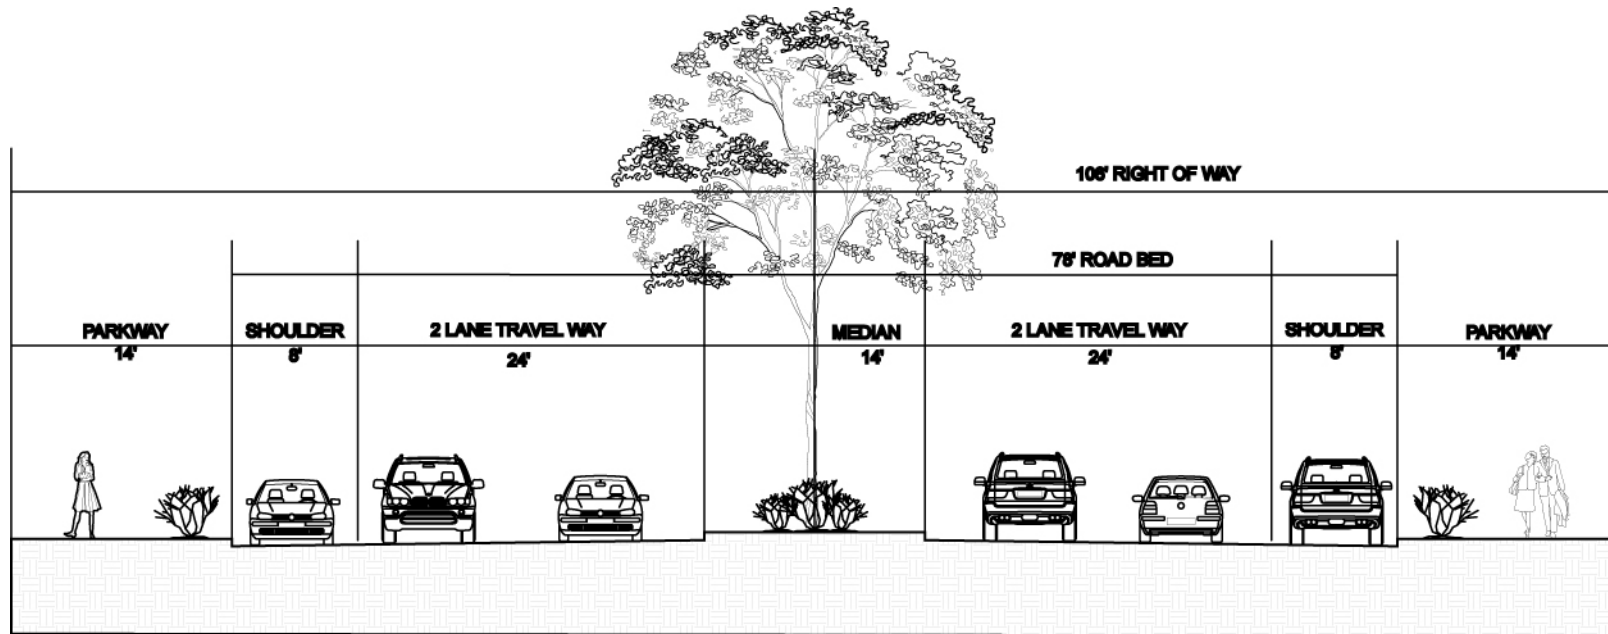 106' RIGHT OF WAY
78' ROAD BED
PARKWAY
14'
SHOULDER
8'
2 LANE TRAVEL WAY
24'
MEDIAN
14'
2 LANE TRAVEL WAY
24'
SHOULDER
8'
PARKWAY
14'